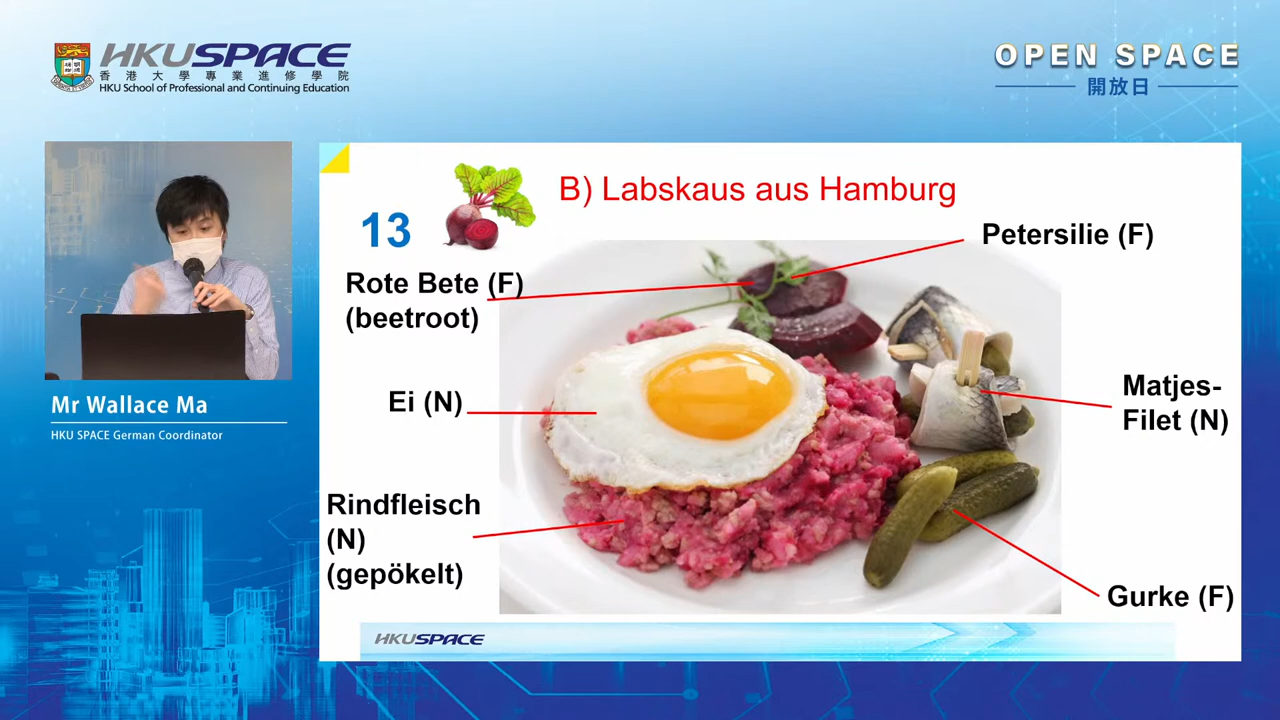 HKUSPACE
香港大學專業進修學院
HKU School of Professional and Continuing Education
OPEN SPACE
開放日
B) Labskaus aus Hamburg
13
Petersilie (F)
Rote Bete (F)
(beetroot)
Ei (N)
Matjes-
Filet (N)
Rindfleisch
(N)
(gepökelt)
Gurke (F)
HKUSPACE
Mr Wallace Ma
HKU SPACE German Coordinator